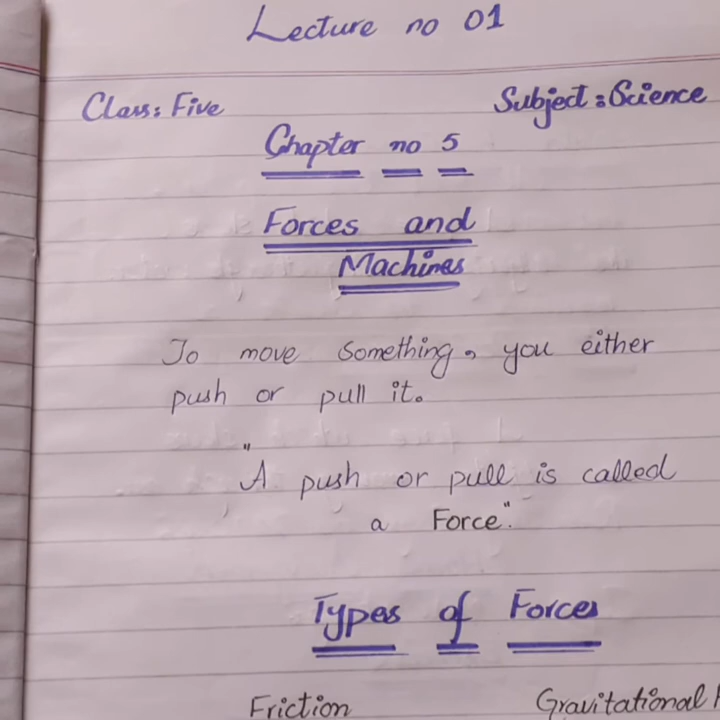 Lecture no 01
Class: Five Subject: Science
Chapter no 5
Forces and
Machines
To move something, you either
push or pull it.
"A push or pull is called
a Force".
Types of Forces
Friction Gravitational